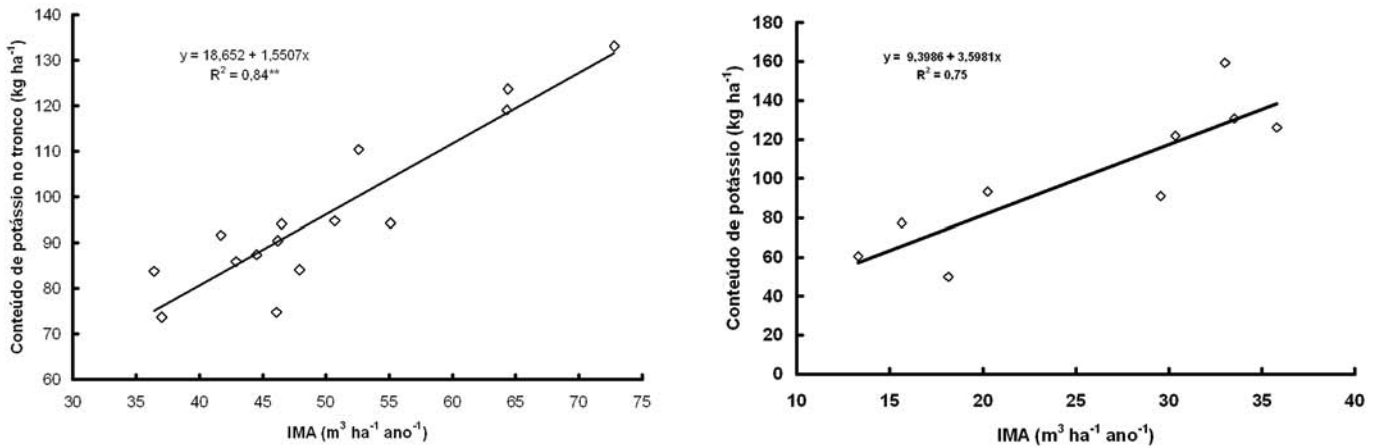 Conteúdo de potássio no tronco (kg ha⁻¹)
140
130
120
110
100
90
80
70
60
y = 18,652 + 1,5507x
R² = 0,84**
30 35 40 45 50 55 60 65 70 75
IMA (m³ ha⁻¹ ano⁻¹)
Conteúdo de potássio (kg ha⁻¹)
180
160
140
120
100
80
60
40
20
0
y = 9,3986 + 3,5981x
R² = 0,75
10 15 20 25 30 35 40
IMA (m³ ha⁻¹ ano⁻¹)